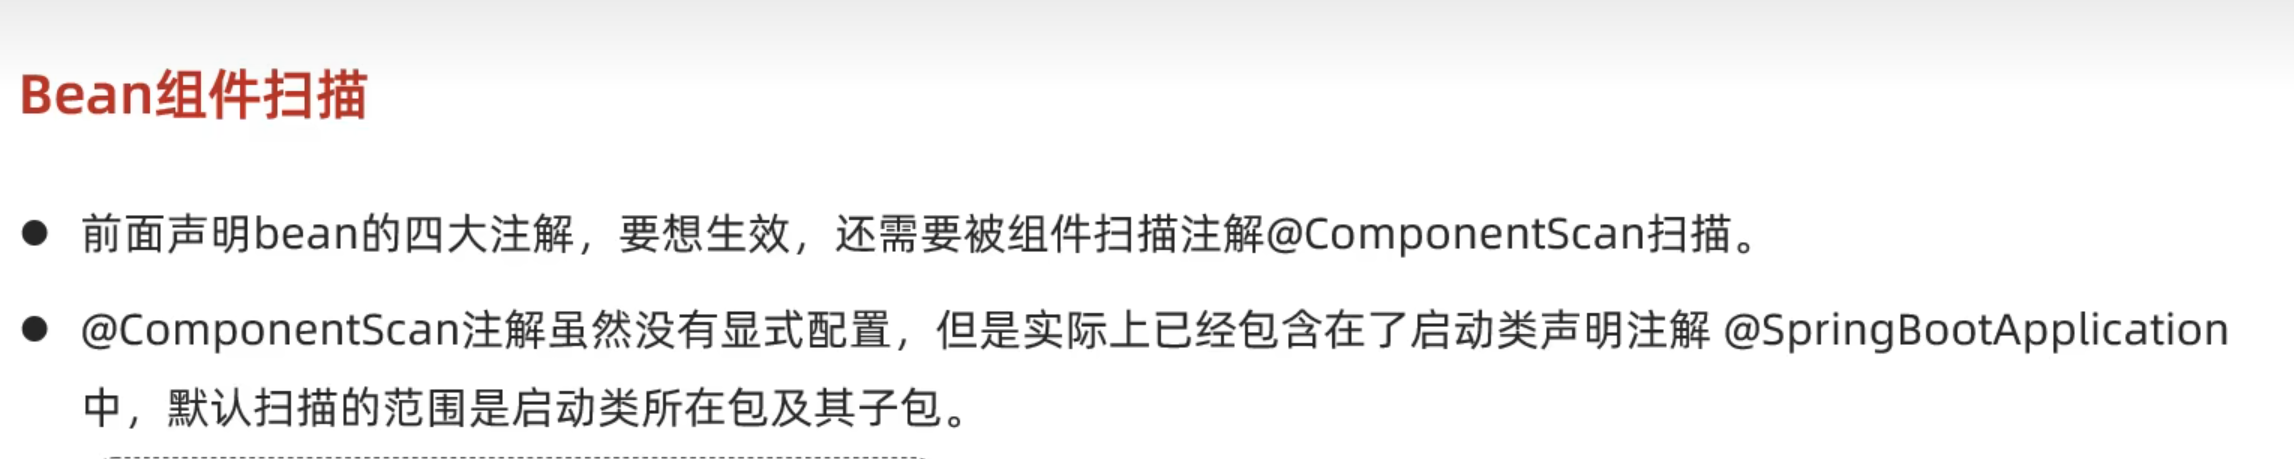 Bean组件扫描
● 前面声明bean的四大注解，要想生效，还需要被组件扫描注解@ComponentScan扫描。
● @ComponentScan注解虽然没有显式配置，但是实际上已经包含在了启动类声明注解 @SpringBootApplication
中，默认扫描的范围是启动类所在包及其子包。